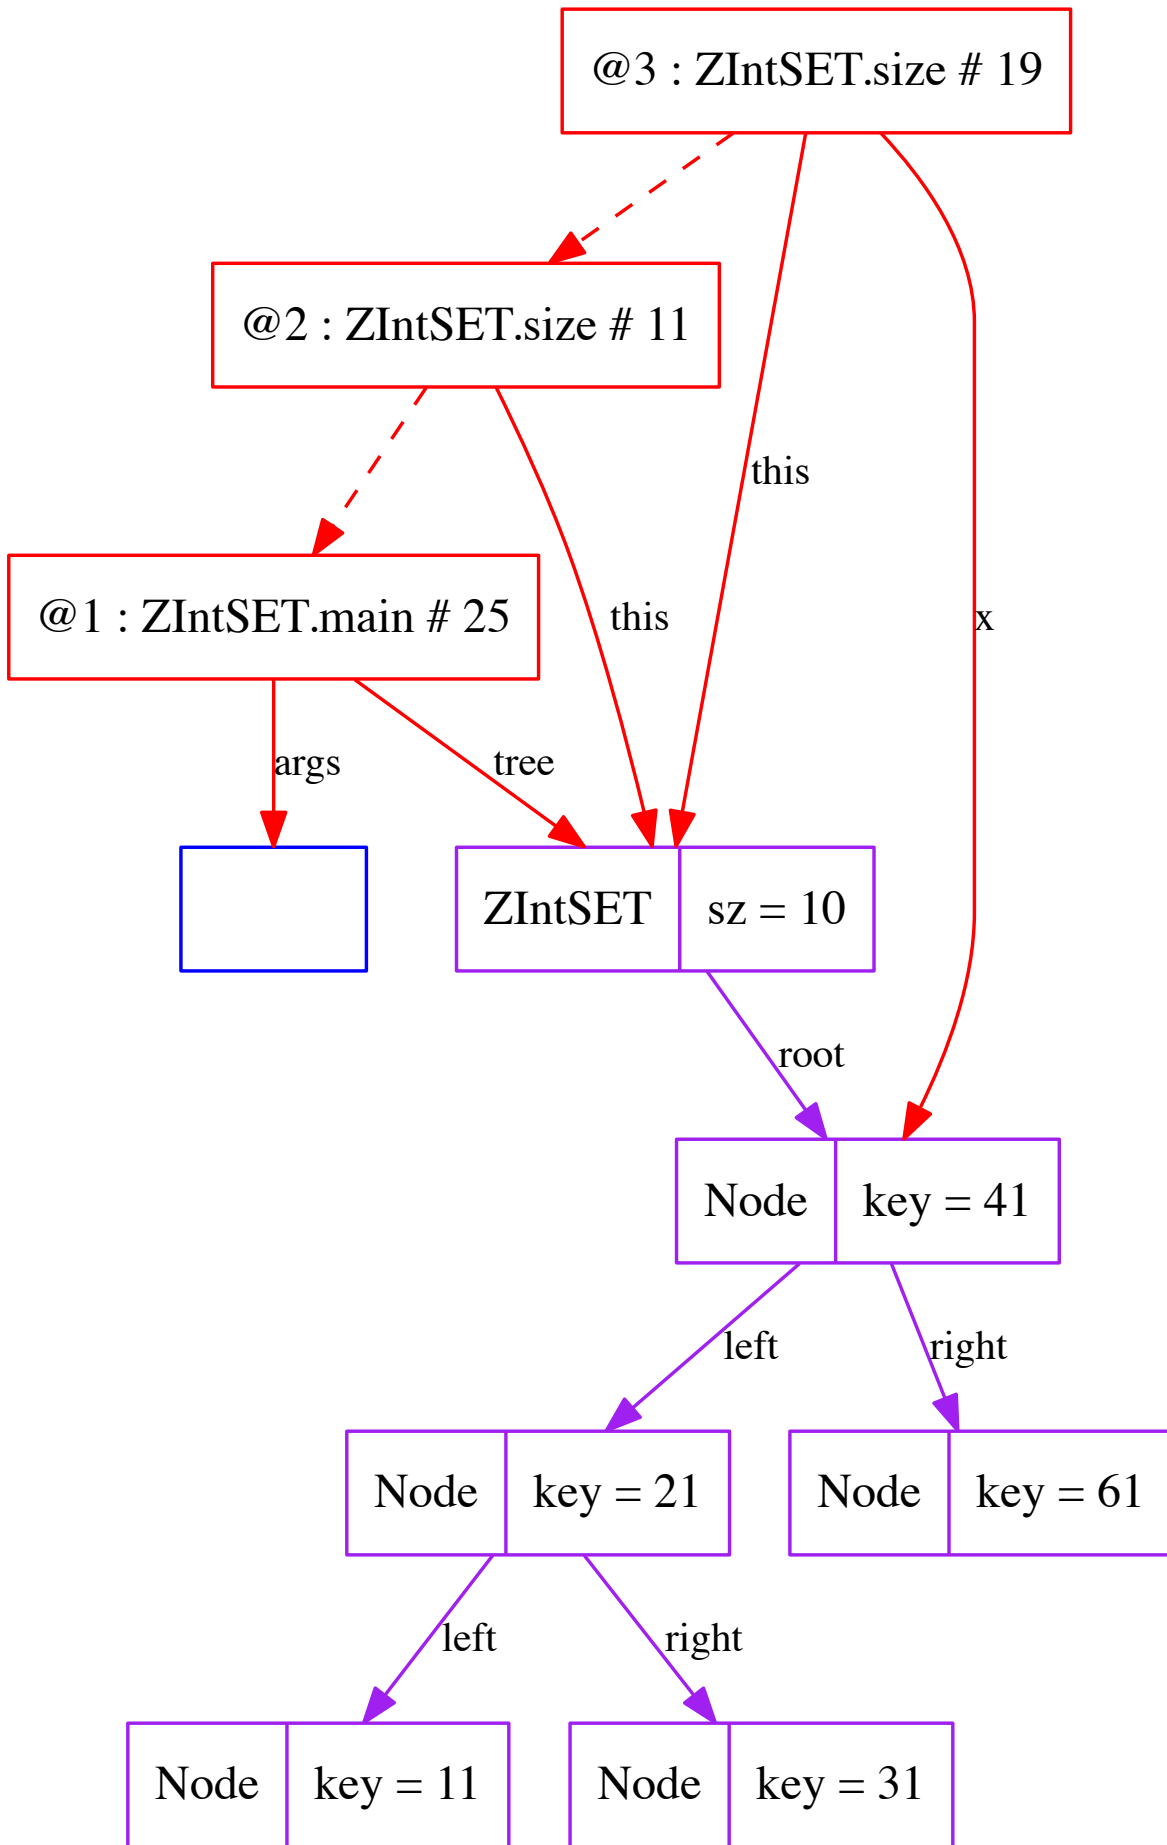 @3 : ZIntSET.size # 19
@2 : ZIntSET.size # 11
this
@1 : ZIntSET.main # 25
this
x
args
tree
ZIntSET
sz = 10
root
Node
key = 41
left
right
Node
key = 21
Node
key = 61
left
right
Node
key = 11
Node
key = 31